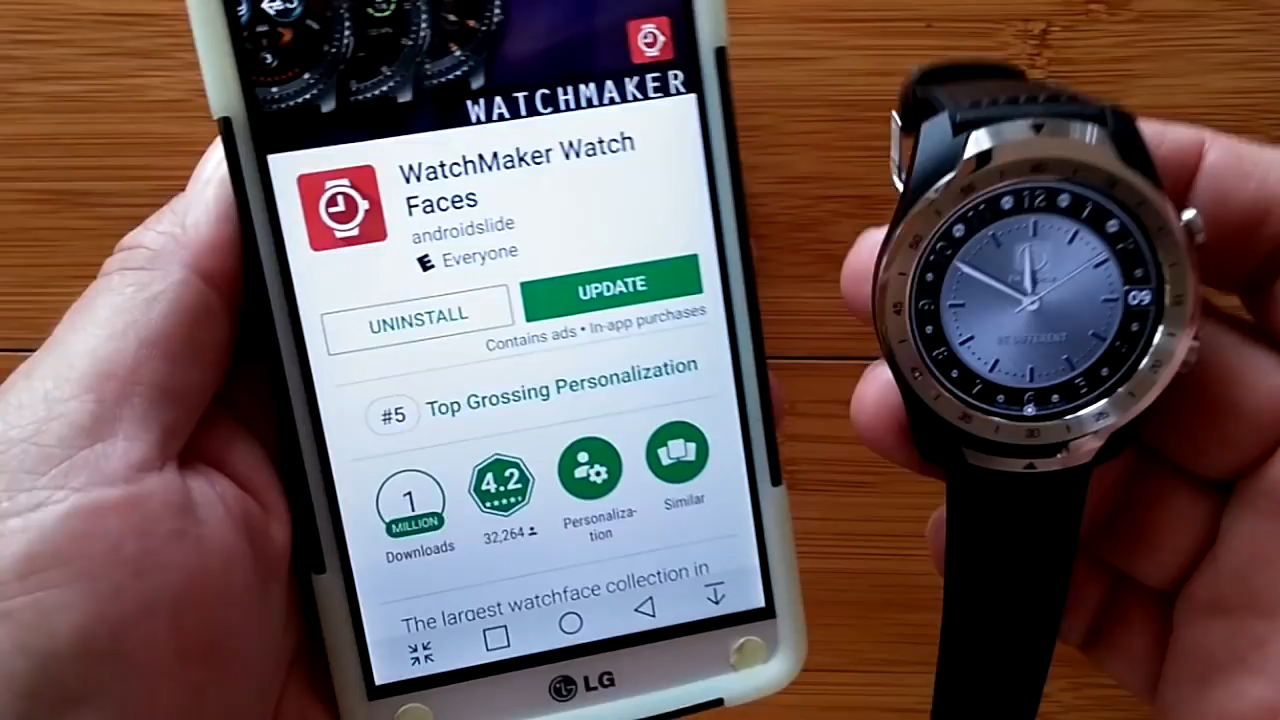 WATCHMAKER
WatchMaker Watch
Faces
androidslide
E Everyone
UNINSTALL
UPDATE
Contains ads • In-app purchases
#5 Top Grossing Personalization
1
MILLION
Downloads
4.2
32,264
Personaliza-
tion
Similar
The largest watchface collection in
LG
12
1
09
BE DIFFERENT